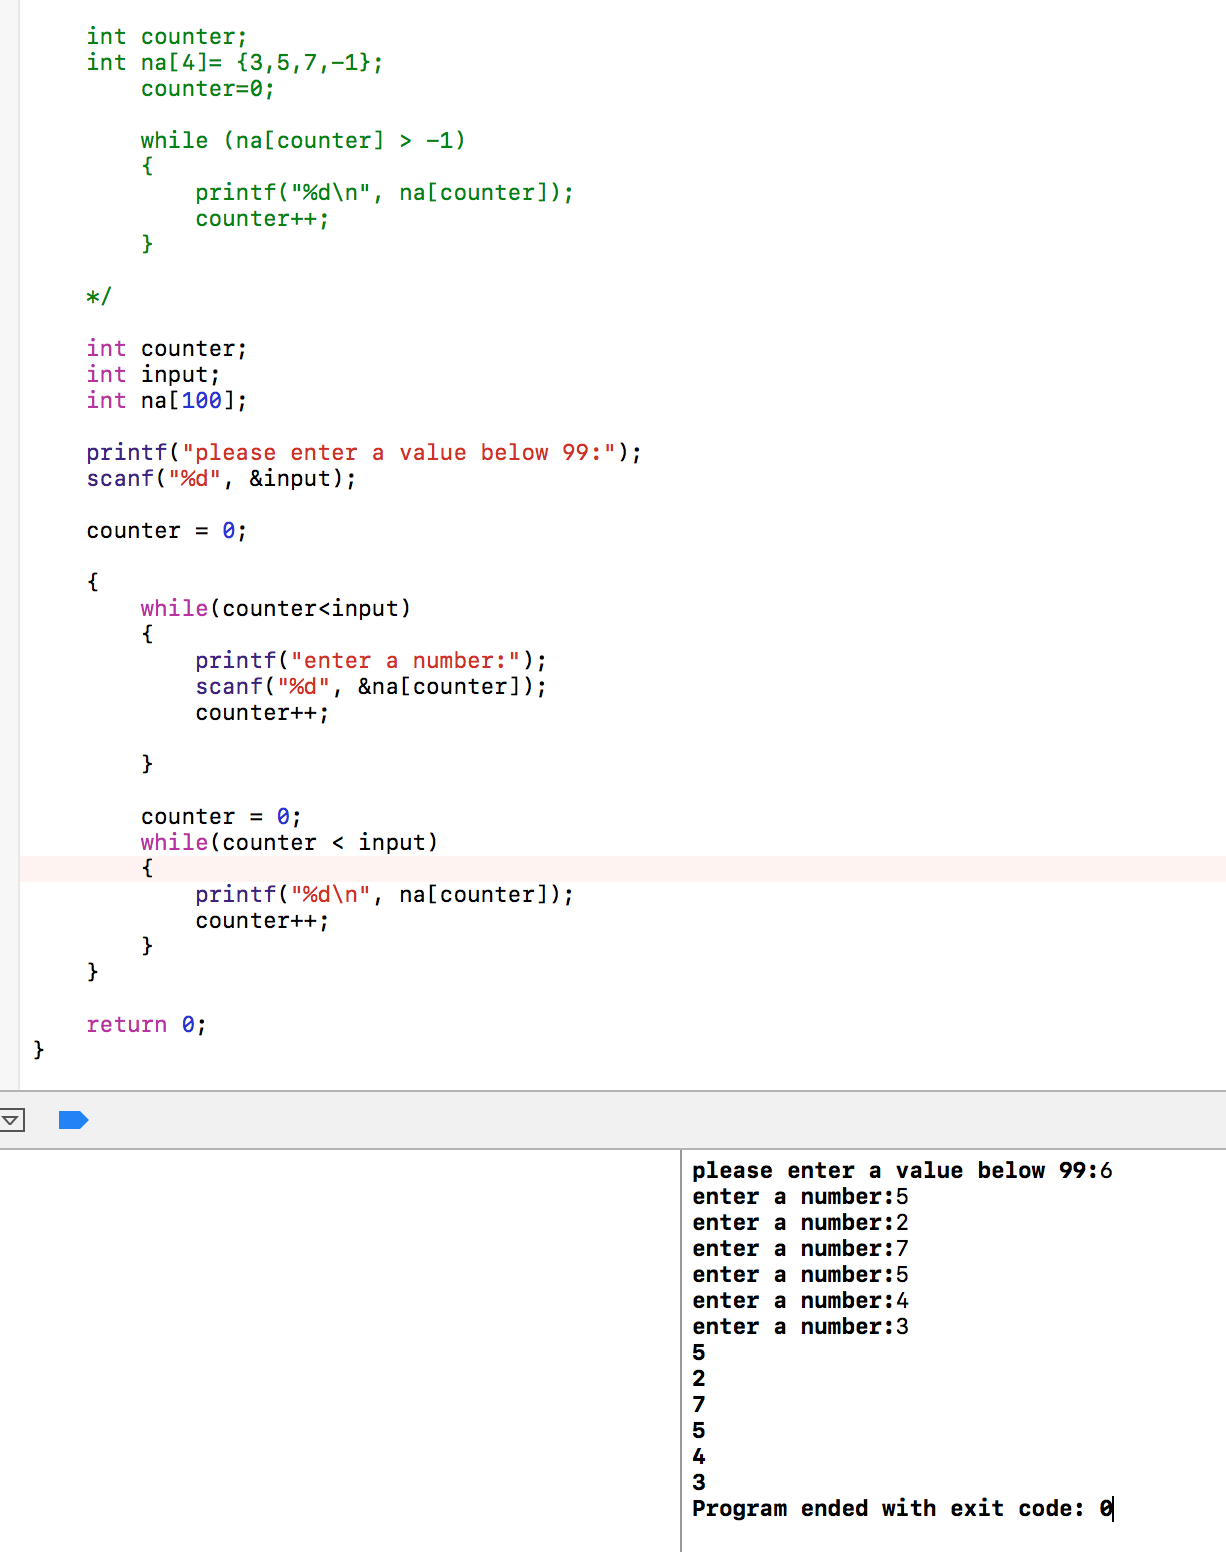 int counter;
int na[4]= {3,5,7,-1};
counter=0;
while (na[counter] > -1)
{
printf("%d\n", na[counter]);
counter++;
}
*/
int counter;
int input;
int na[100];
printf("please enter a value below 99:");
scanf("%d", &input);
counter = 0;
{
while(counter<input)
{
printf("enter a number:");
scanf("%d", &na[counter]);
counter++;
}
counter = 0;
while(counter < input)
{
printf("%d\n", na[counter]);
counter++;
}
}
return 0;
}
please enter a value below 99:6
enter a number:5
enter a number:2
enter a number:7
enter a number:5
enter a number:4
enter a number:3
5
2
7
5
4
3
Program ended with exit code: 0